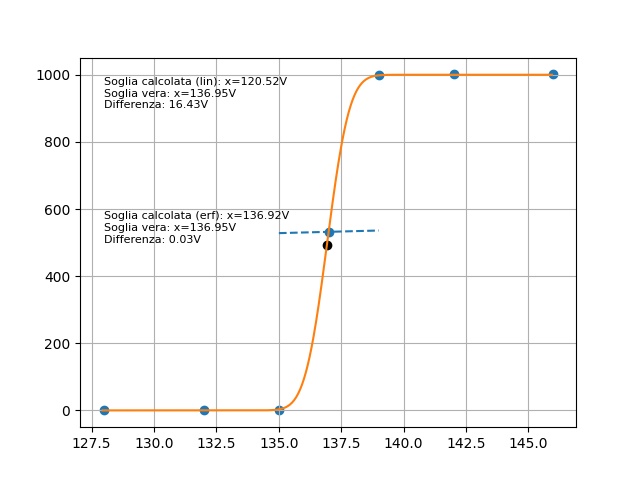 Soglia calcolata (lin): x=120.52V
Soglia vera: x=136.95V
Differenza: 16.43V
Soglia calcolata (erf): x=136.92V
Soglia vera: x=136.95V
Differenza: 0.03V
1000
800
600
400
200
0
127.5 130.0 132.5 135.0 137.5 140.0 142.5 145.0